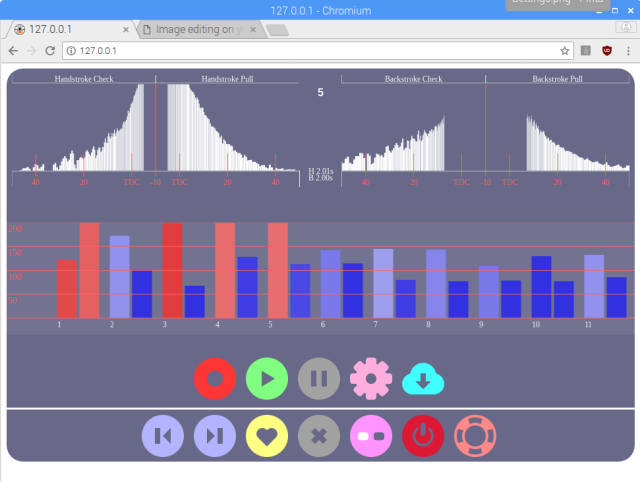 127.0.0.1 - Chromium
127.0.0.1
Image editing on y
127.0.0.1
Handstroke Check
Handstroke Pull
5
Backstroke Check
Backstroke Pull
H 2.01s
B 2.00s
40 20 TDC -10 TDC 20 40
40 20 TDC -10 TDC 20 40
200
150
100
50
1 2 3 4 5 6 7 8 9 10 11